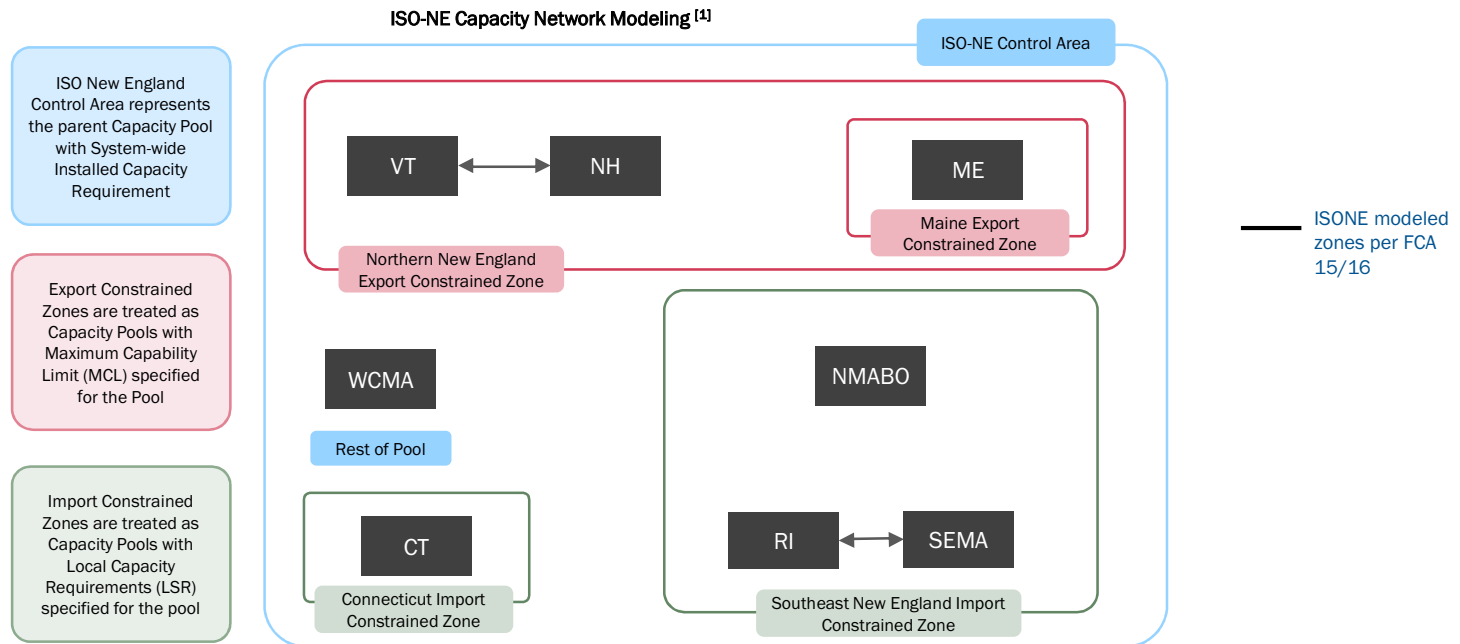 ISO-NE Capacity Network Modeling [1]
ISO-NE Control Area
ISO New England
Control Area represents
the parent Capacity Pool
with System-wide
Installed Capacity
Requirement
Export Constrained
Zones are treated as
Capacity Pools with
Maximum Capability
Limit (MCL) specified
for the Pool
Import Constrained
Zones are treated as
Capacity Pools with
Local Capacity
Requirements (LSR)
specified for the pool
VT
NH
ME
Maine Export
Constrained Zone
Northern New England
Export Constrained Zone
WCMA
Rest of Pool
CT
Connecticut Import
Constrained Zone
NMABO
RI
SEMA
Southeast New England Import
Constrained Zone
ISONE modeled
zones per FCA
15/16